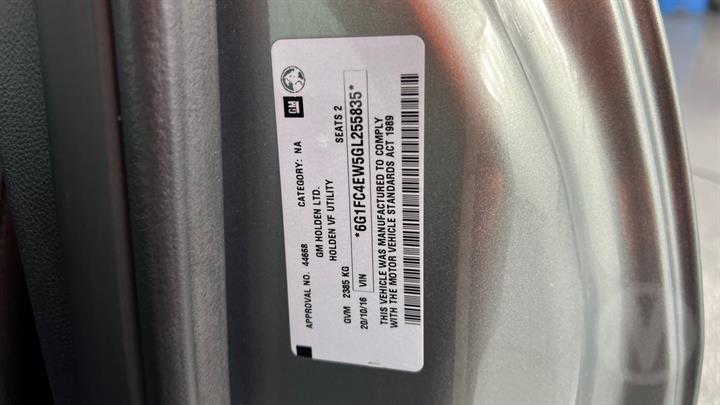 GM
APPROVAL NO. 44668 CATEGORY: NA
GM HOLDEN LTD.
HOLDEN VF UTILITY
GVM 2385 KG SEATS 2
20/10/16 VIN *6G1FC4EW5GL255835*
THIS VEHICLE WAS MANUFACTURED TO COMPLY
WITH THE MOTOR VEHICLE STANDARDS ACT 1989
M